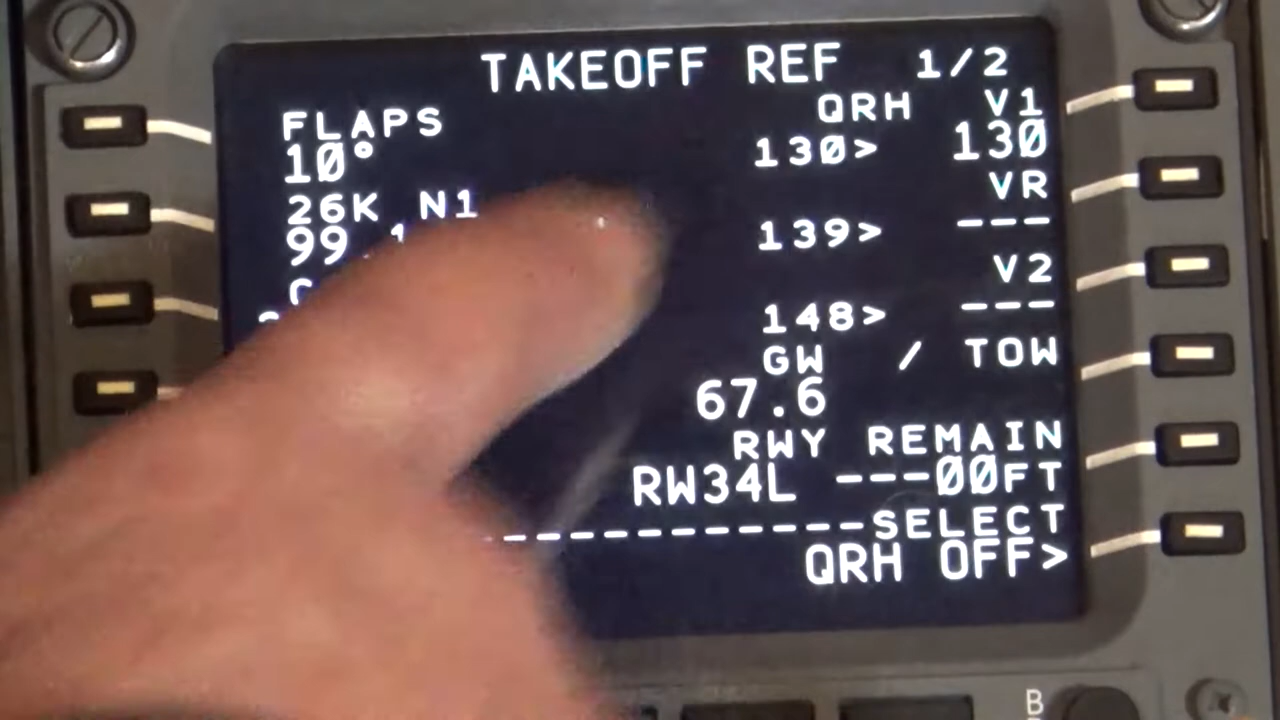 TAKEOFF REF 1/2
FLAPS QRH V1
10° 130> 130
26K N1 VR
99.1 139> ---
V2
148> ---
GW / TOW
67.6
RWY REMAIN
RW34L ---00FT
------------SELECT
QRH OFF>